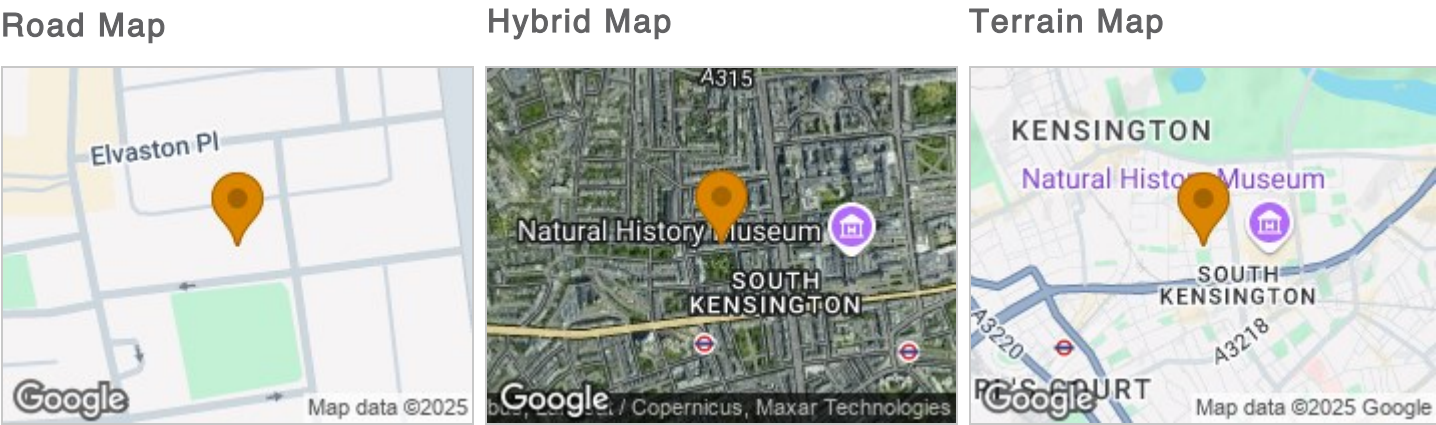 Road Map
Hybrid Map
Terrain Map
Elvaston Pl
Google
Map data ©2025
A315
Natural History Museum
SOUTH
KENSINGTON
Google
/ Copernicus, Maxar Technologies
KENSINGTON
Natural History Museum
SOUTH
KENSINGTON
A3220
A3218
COURT
Google
Map data ©2025 Google